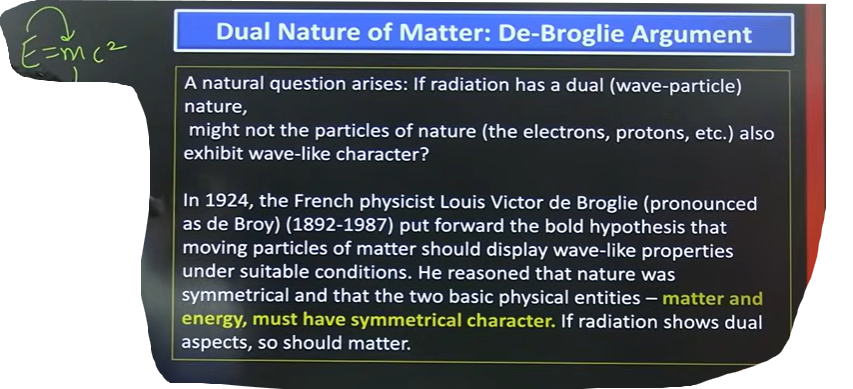 E=mc²
Dual Nature of Matter: De-Broglie Argument
A natural question arises: If radiation has a dual (wave-particle)
nature,
might not the particles of nature (the electrons, protons, etc.) also
exhibit wave-like character?
In 1924, the French physicist Louis Victor de Broglie (pronounced
as de Broy) (1892-1987) put forward the bold hypothesis that
moving particles of matter should display wave-like properties
under suitable conditions. He reasoned that nature was
symmetrical and that the two basic physical entities – matter and
energy, must have symmetrical character. If radiation shows dual
aspects, so should matter.